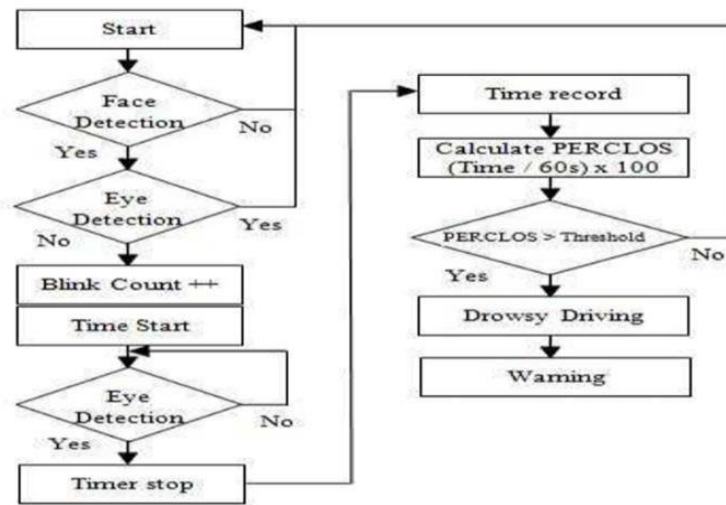 Start
Face
Detection
No
Yes
Eye
Detection
Yes
No
Blink Count ++
Time Start
Eye
Detection
No
Yes
Timer stop
Time record
Calculate PERCLOS
(Time / 60s) x 100
PERCLOS > Threshold
No
Yes
Drowsy Driving
Warning